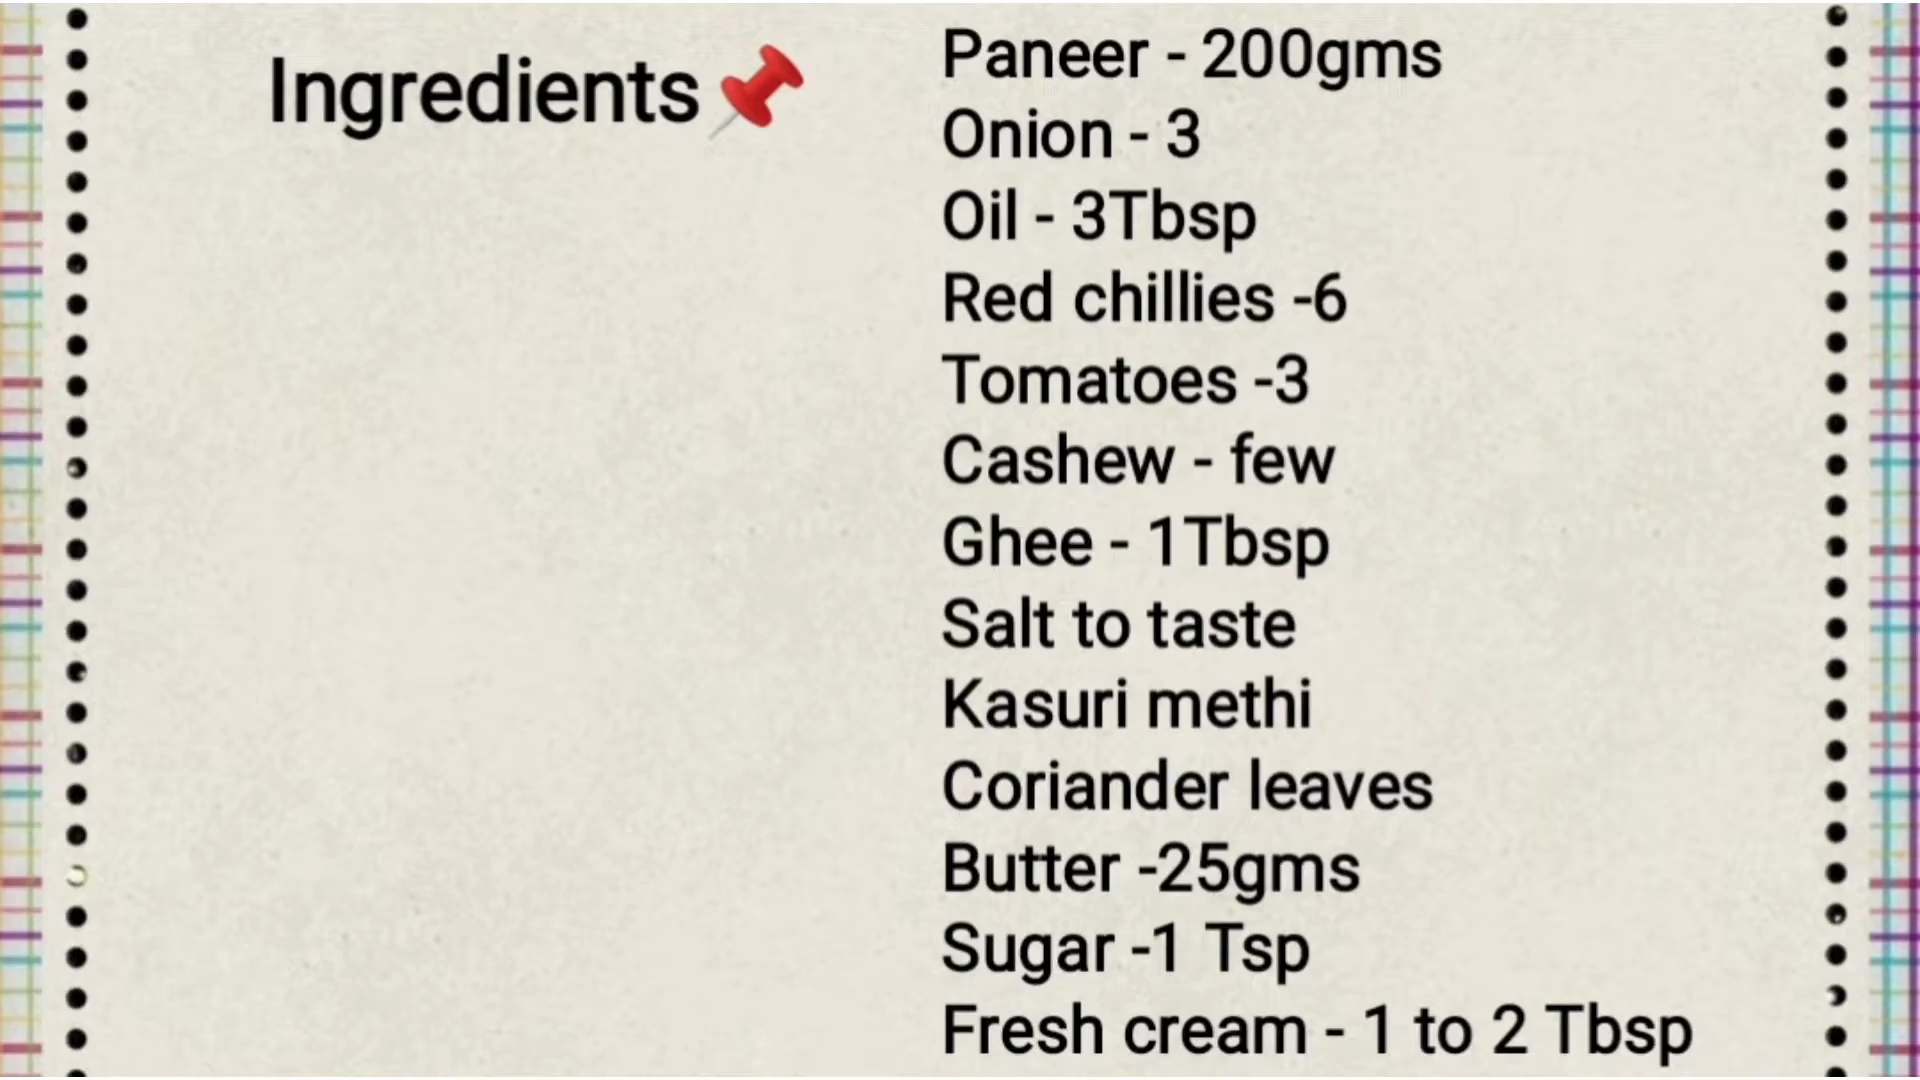 Ingredients📌
Paneer - 200gms
Onion - 3
Oil - 3Tbsp
Red chillies -6
Tomatoes -3
Cashew - few
Ghee - 1Tbsp
Salt to taste
Kasuri methi
Coriander leaves
Butter -25gms
Sugar -1 Tsp
Fresh cream - 1 to 2 Tbsp